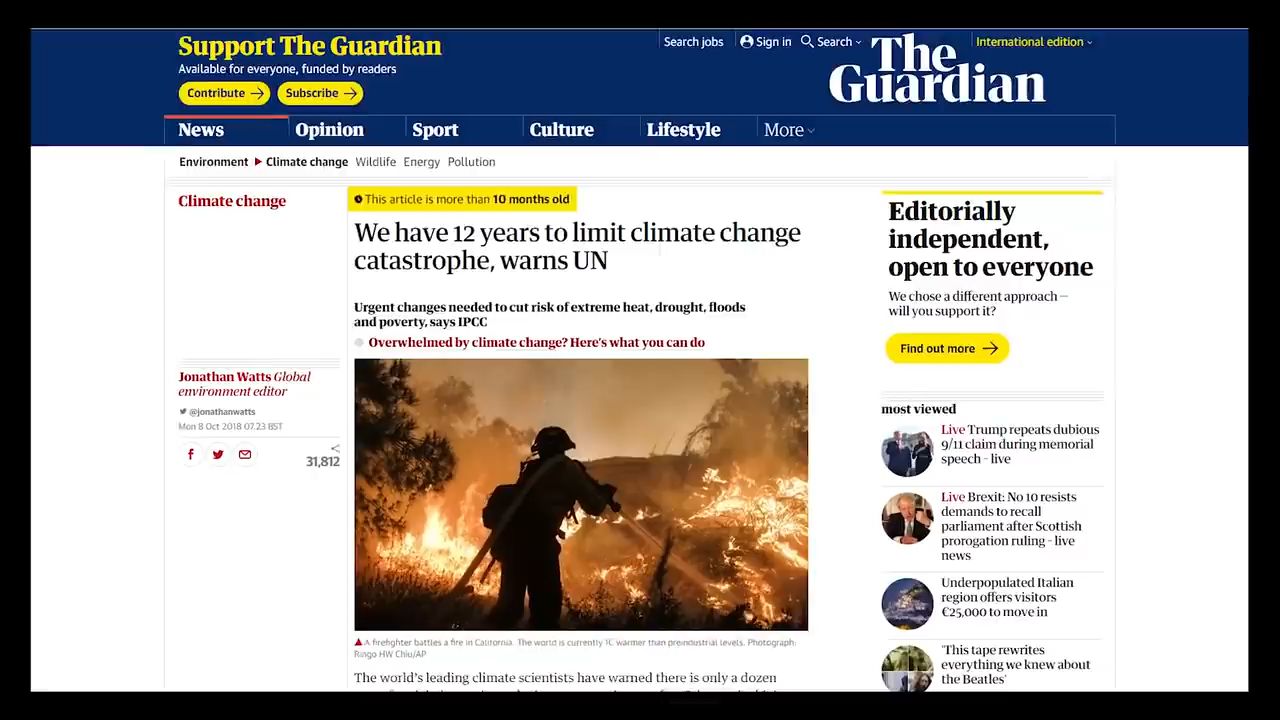 Support The Guardian
Available for everyone, funded by readers
Contribute
Subscribe
Search jobs
Sign in
Search
International edition
The
Guardian
News
Opinion
Sport
Culture
Lifestyle
More
Environment
Climate change
Wildlife
Energy
Pollution
Climate change
This article is more than 10 months old
We have 12 years to limit climate change
catastrophe, warns UN
Urgent changes needed to cut risk of extreme heat, drought, floods
and poverty, says IPCC
Overwhelmed by climate change? Here's what you can do
Jonathan Watts Global
environment editor
@jonathanwatts
Mon 8 Oct 2018 07.23 BST
31,812
A firefighter battles a fire in California. The world is currently 1C warmer than preindustrial levels. Photograph:
Ringo HW Chiu/AP
The world's leading climate scientists have warned there is only a dozen
Editorially
independent,
open to everyone
We chose a different approach –
will you support it?
Find out more
most viewed
Live Trump repeats dubious
9/11 claim during memorial
speech – live
Live Brexit: No 10 resists
demands to recall
parliament after Scottish
prorogation ruling – live
news
Underpopulated Italian
region offers visitors
€25,000 to move in
'This tape rewrites
everything we knew about
the Beatles'